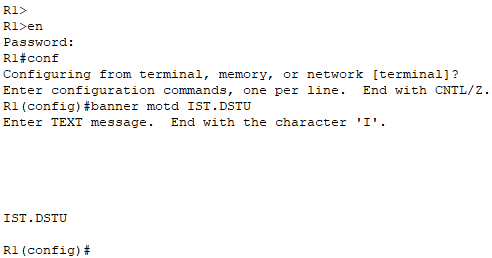 R1>
R1>en
Password:
R1#conf
Configuring from terminal, memory, or network [terminal]?
Enter configuration commands, one per line.  End with CNTL/Z.
R1(config)#banner motd IST.DSTU
Enter TEXT message.  End with the character 'I'.
IST.DSTU
R1(config)#